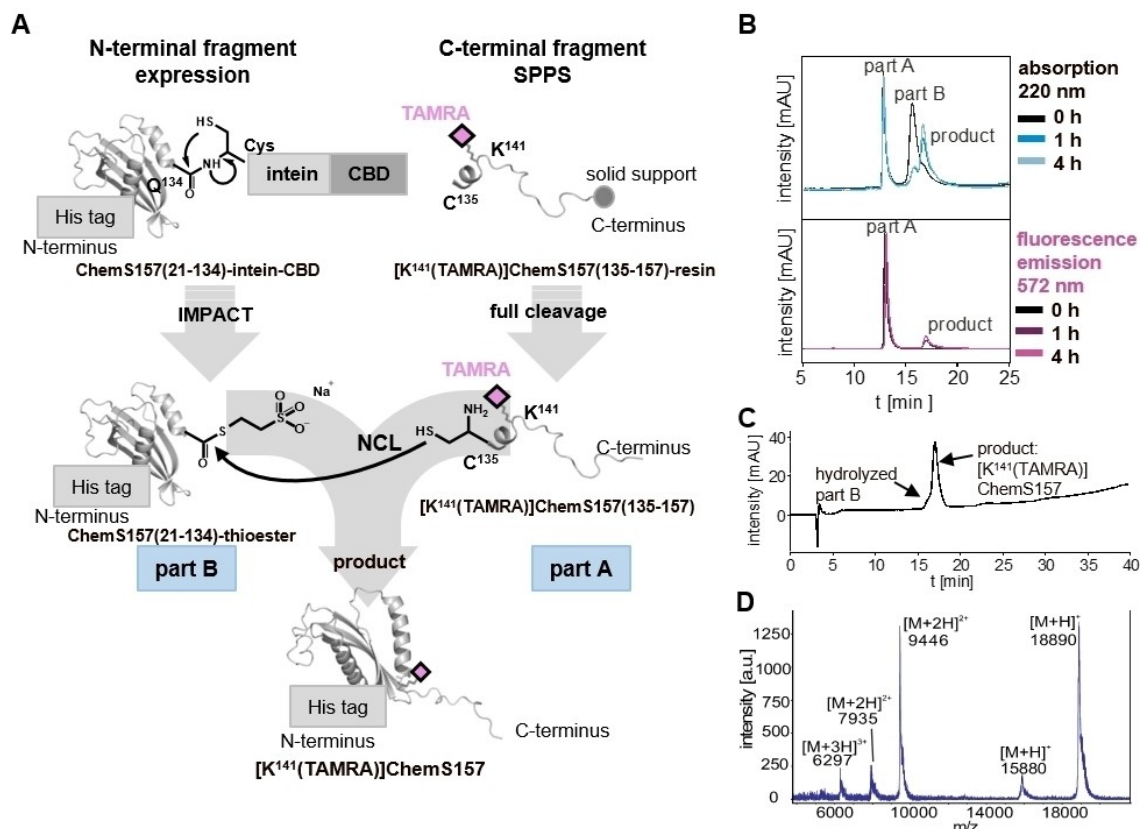 A
N-terminal fragment
expression
C-terminal fragment
SPPS
HS
Cys
NH
O
Q134
intein
CBD
His tag
N-terminus
ChemS157(21-134)-intein-CBD
TAMRA
K141
C135
solid support
C-terminus
[K141(TAMRA)]ChemS157(135-157)-resin
IMPACT
full cleavage
Na+
O
O
S
O−
S
O
His tag
N-terminus
ChemS157(21-134)-thioester
part B
NCL
TAMRA
NH2
HS
K141
C135
C-terminus
[K141(TAMRA)]ChemS157(135-157)
part A
product
His tag
N-terminus
C-terminus
[K141(TAMRA)]ChemS157
B
intensity [mAU]
part A
part B
product
absorption
220 nm
0 h
1 h
4 h
intensity [mAU]
part A
product
fluorescence
emission
572 nm
0 h
1 h
4 h
5 10 15 20 25
t [min]
C
intensity [mAU]
40
20
0
hydrolyzed
part B
product:
[K141(TAMRA)]
ChemS157
0 5 10 15 20 25 30 35 40
t [min]
D
intensity [a.u.]
1250
1000
750
500
250
0
[M+3H]3+
6297
[M+2H]2+
7935
[M+2H]2+
9446
[M+H]+
15880
[M+H]+
18890
6000 10000 14000 18000
m/z